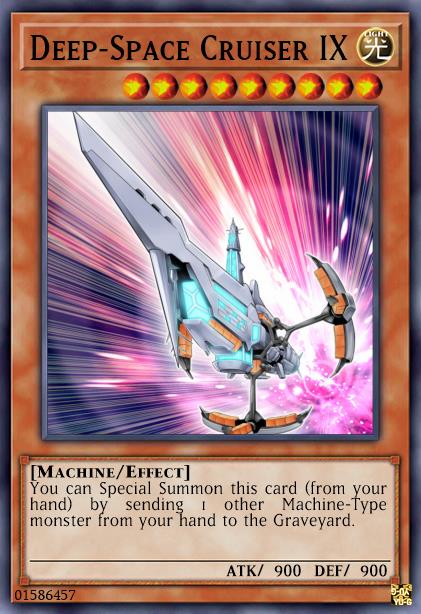 DEEP-SPACE CRUISER IX
LIGHT
光
[MACHINE/EFFECT]
You can Special Summon this card (from your
hand) by sending 1 other Machine-Type
monster from your hand to the Graveyard.
ATK/ 900 DEF/ 900
01586457